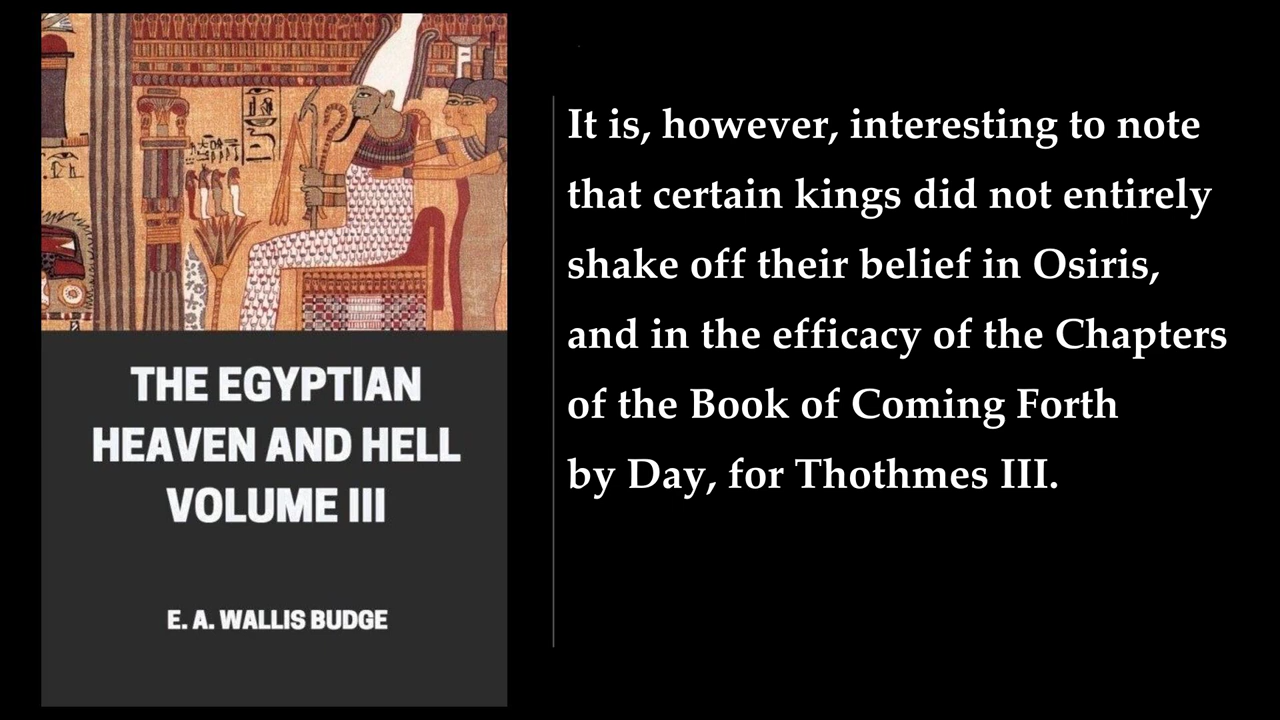 THE EGYPTIAN
HEAVEN AND HELL
VOLUME III
E. A. WALLIS BUDGE
It is, however, interesting to note
that certain kings did not entirely
shake off their belief in Osiris,
and in the efficacy of the Chapters
of the Book of Coming Forth
by Day, for Thothmes III.